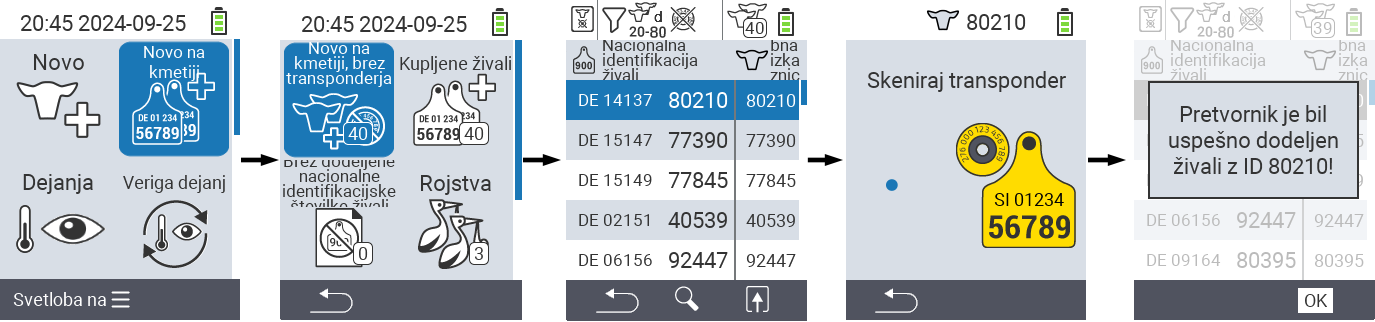 20:45 2024-09-25
Novo
Novo na
kmetiji
DE 01 234
56789
Dejanja
Veriga dejanj
Svetloba na
20:45 2024-09-25
Novo na
kmetiji, brez
transponderja
40
Kupljene živali
DE 01 234
56789
40
Brez dodeljene
nacionalne
identifikacijske
številke živali
0
Rojstva
3
d
20-80
40
900
Nacionalna
identifikacija
živali
bna
izka
znic
DE 14137 80210 80210
DE 15147 77390 77390
DE 15149 77845 77845
DE 02151 40539 40539
DE 06156 92447 92447
80210
Skeniraj transponder
276 000 123 456 789
SI 01234
56789
d
20-80
39
900
Nacionalna
identifikacija
živali
bna
izka
znic
Pretvornik je bil
uspešno dodeljen
živali z ID 80210!
DE 06156 92447 92447
DE 09164 80395 80395
OK